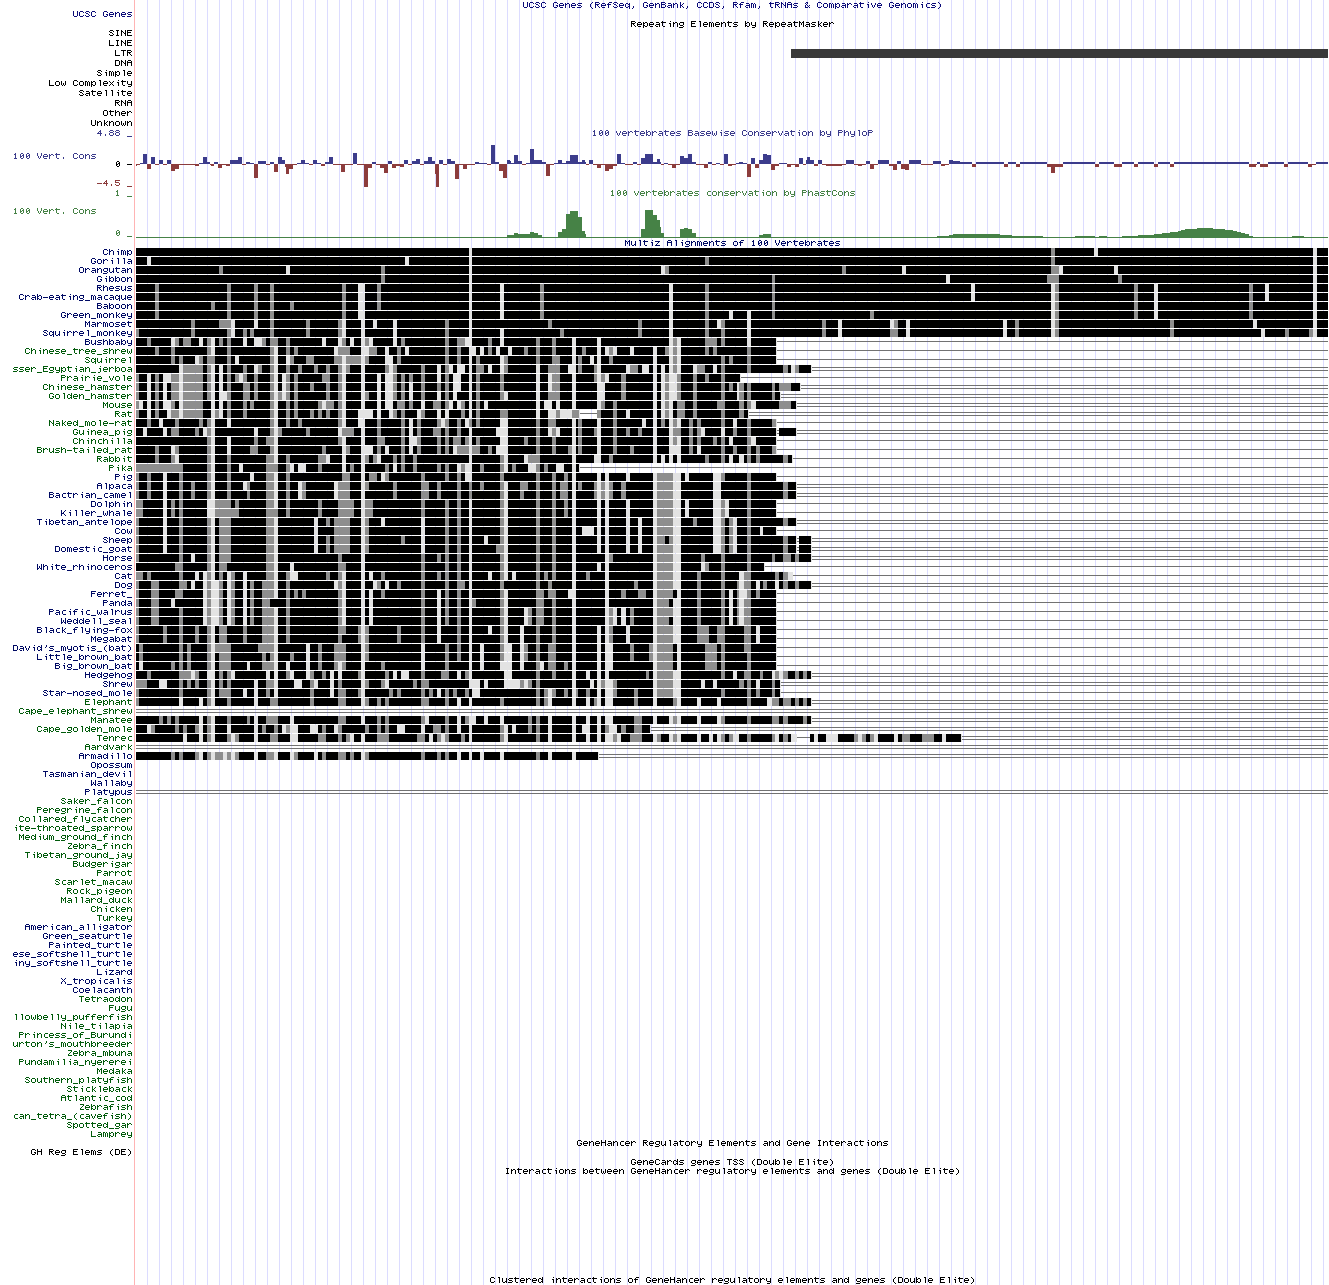 UCSC Genes (RefSeq, GenBank, CCDS, Rfam, tRNAs & Comparative Genomics)
UCSC Genes
Repeating Elements by RepeatMasker
SINE
LINE
LTR
DNA
Simple
Low Complexity
Satellite
RNA
Other
Unknown
4.88 _
100 vertebrates Basewise Conservation by PhyloP
100 Vert. Cons
0 _
-4.5 _
100 vertebrates conservation by PhastCons
1 _
100 Vert. Cons
0 _
Multiz Alignments of 100 Vertebrates
Chimp
Gorilla
Orangutan
Gibbon
Rhesus
Crab-eating_macaque
Baboon
Green_monkey
Marmoset
Squirrel_monkey
Bushbaby
Chinese_tree_shrew
Squirrel
sser_Egyptian_jerboa
Prairie_vole
Chinese_hamster
Golden_hamster
Mouse
Rat
Naked_mole-rat
Guinea_pig
Chinchilla
Brush-tailed_rat
Rabbit
Pika
Pig
Alpaca
Bactrian_camel
Dolphin
Killer_whale
Tibetan_antelope
Cow
Sheep
Domestic_goat
Horse
White_rhinoceros
Cat
Dog
Ferret_
Panda
Pacific_walrus
Weddell_seal
Black_flying-fox
Megabat
David's_myotis_(bat)
Little_brown_bat
Big_brown_bat
Hedgehog
Shrew
Star-nosed_mole
Elephant
Cape_elephant_shrew
Manatee
Cape_golden_mole
Tenrec
Aardvark
Armadillo
Opossum
Tasmanian_devil
Wallaby
Platypus
Saker_falcon
Peregrine_falcon
Collared_flycatcher
ite-throated_sparrow
Medium_ground_finch
Zebra_finch
Tibetan_ground_jay
Budgerigar
Parrot
Scarlet_macaw
Rock_pigeon
Mallard_duck
Chicken
Turkey
American_alligator
Green_seaturtle
Painted_turtle
ese_softshell_turtle
iny_softshell_turtle
Lizard
X_tropicalis
Coelacanth
Tetraodon
Fugu
llowbelly_pufferfish
Nile_tilapia
Princess_of_Burundi
urton's_mouthbreeder
Zebra_mbuna
Pundamilia_nyererei
Medaka
Southern_platyfish
Stickleback
Atlantic_cod
Zebrafish
can_tetra_(cavefish)
Spotted_gar
Lamprey
GeneHancer Regulatory Elements and Gene Interactions
GH Reg Elems (DE)
GeneCards genes TSS (Double Elite)
Interactions between GeneHancer regulatory elements and genes (Double Elite)
Clustered interactions of GeneHancer regulatory elements and genes (Double Elite)